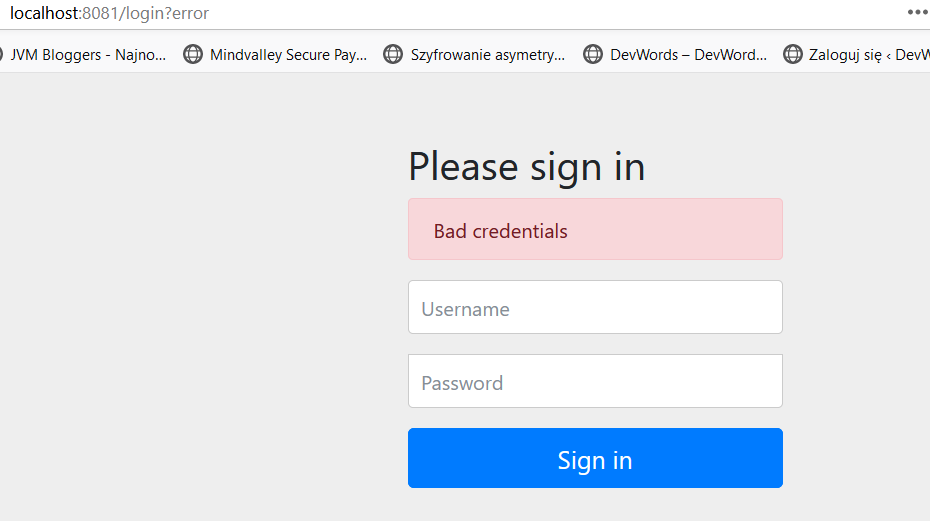 localhost:8081/login?error
JVM Bloggers - Najno... Mindvalley Secure Pay... Szyfrowanie asymetry... DevWords – DevWord... Zaloguj się ‹ DevW
Please sign in
Bad credentials
Username
Password
Sign in